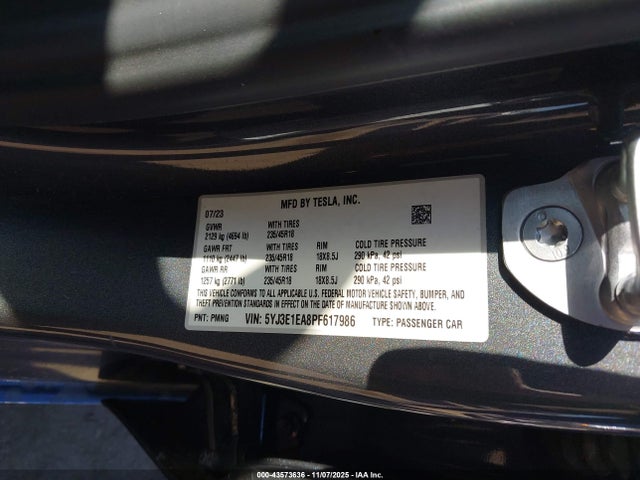 MFD BY TESLA, INC.
07/23
GVWR WITH TIRES
2129 kg (4694 lb) 235/45R18
GAWR FRT WITH TIRES RIM COLD TIRE PRESSURE
1110 kg (2447 lb) 235/45R18 18X8.5J 290 kPa, 42 psi
GAWR RR WITH TIRES RIM COLD TIRE PRESSURE
1257 kg (2771 lb) 235/45R18 18X8.5J 290 kPa, 42 psi
THIS VEHICLE CONFORMS TO ALL APPLICABLE U.S. FEDERAL MOTOR VEHICLE SAFETY, BUMPER, AND
THEFT PREVENTION STANDARDS IN EFFECT ON THE
DATE OF MANUFACTURE SHOWN ABOVE.
PNT: PMNG VIN: 5YJ3E1EA8PF617986 TYPE: PASSENGER CAR
000-43573636 - 11/07/2025 - IAA Inc.